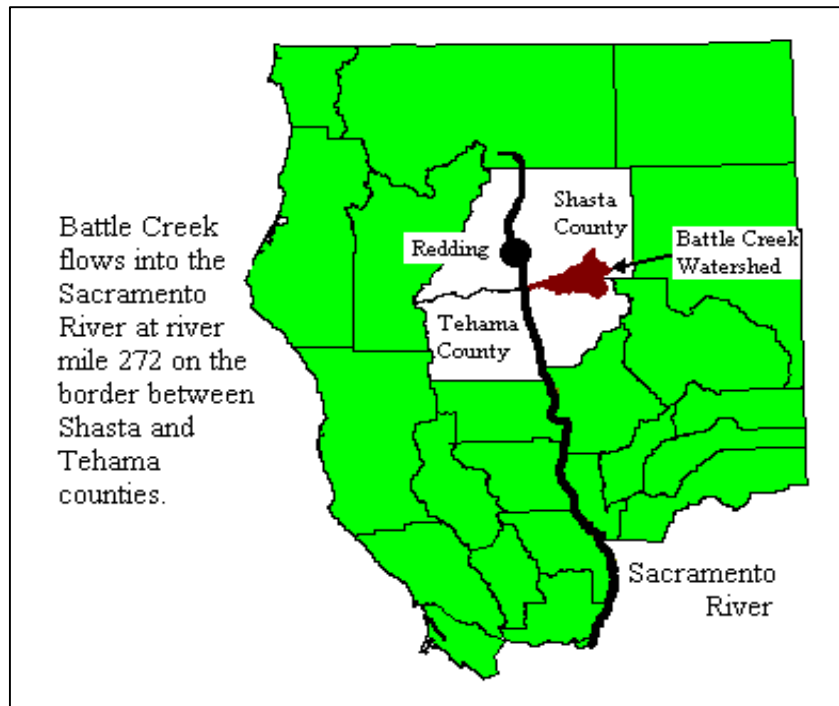 Battle Creek
flows into the
Sacramento
River at river
mile 272 on the
border between
Shasta and
Tehama
counties.
Shasta
County
Redding
Battle Creek
Watershed
Tehama
County
Sacramento
River